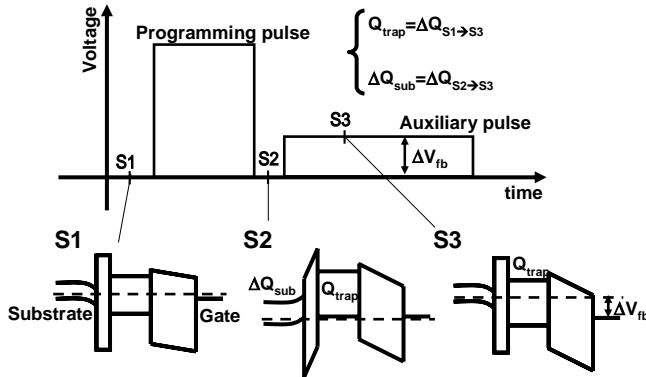 Voltage
Programming pulse
Q_trap=ΔQ_S1→S3
ΔQ_sub=ΔQ_S2→S3
S1
S2
S3
Auxiliary pulse
ΔV_fb
time
S1
S2
S3
Substrate
Gate
ΔQ_sub
Q_trap
Q_trap
ΔV_fb